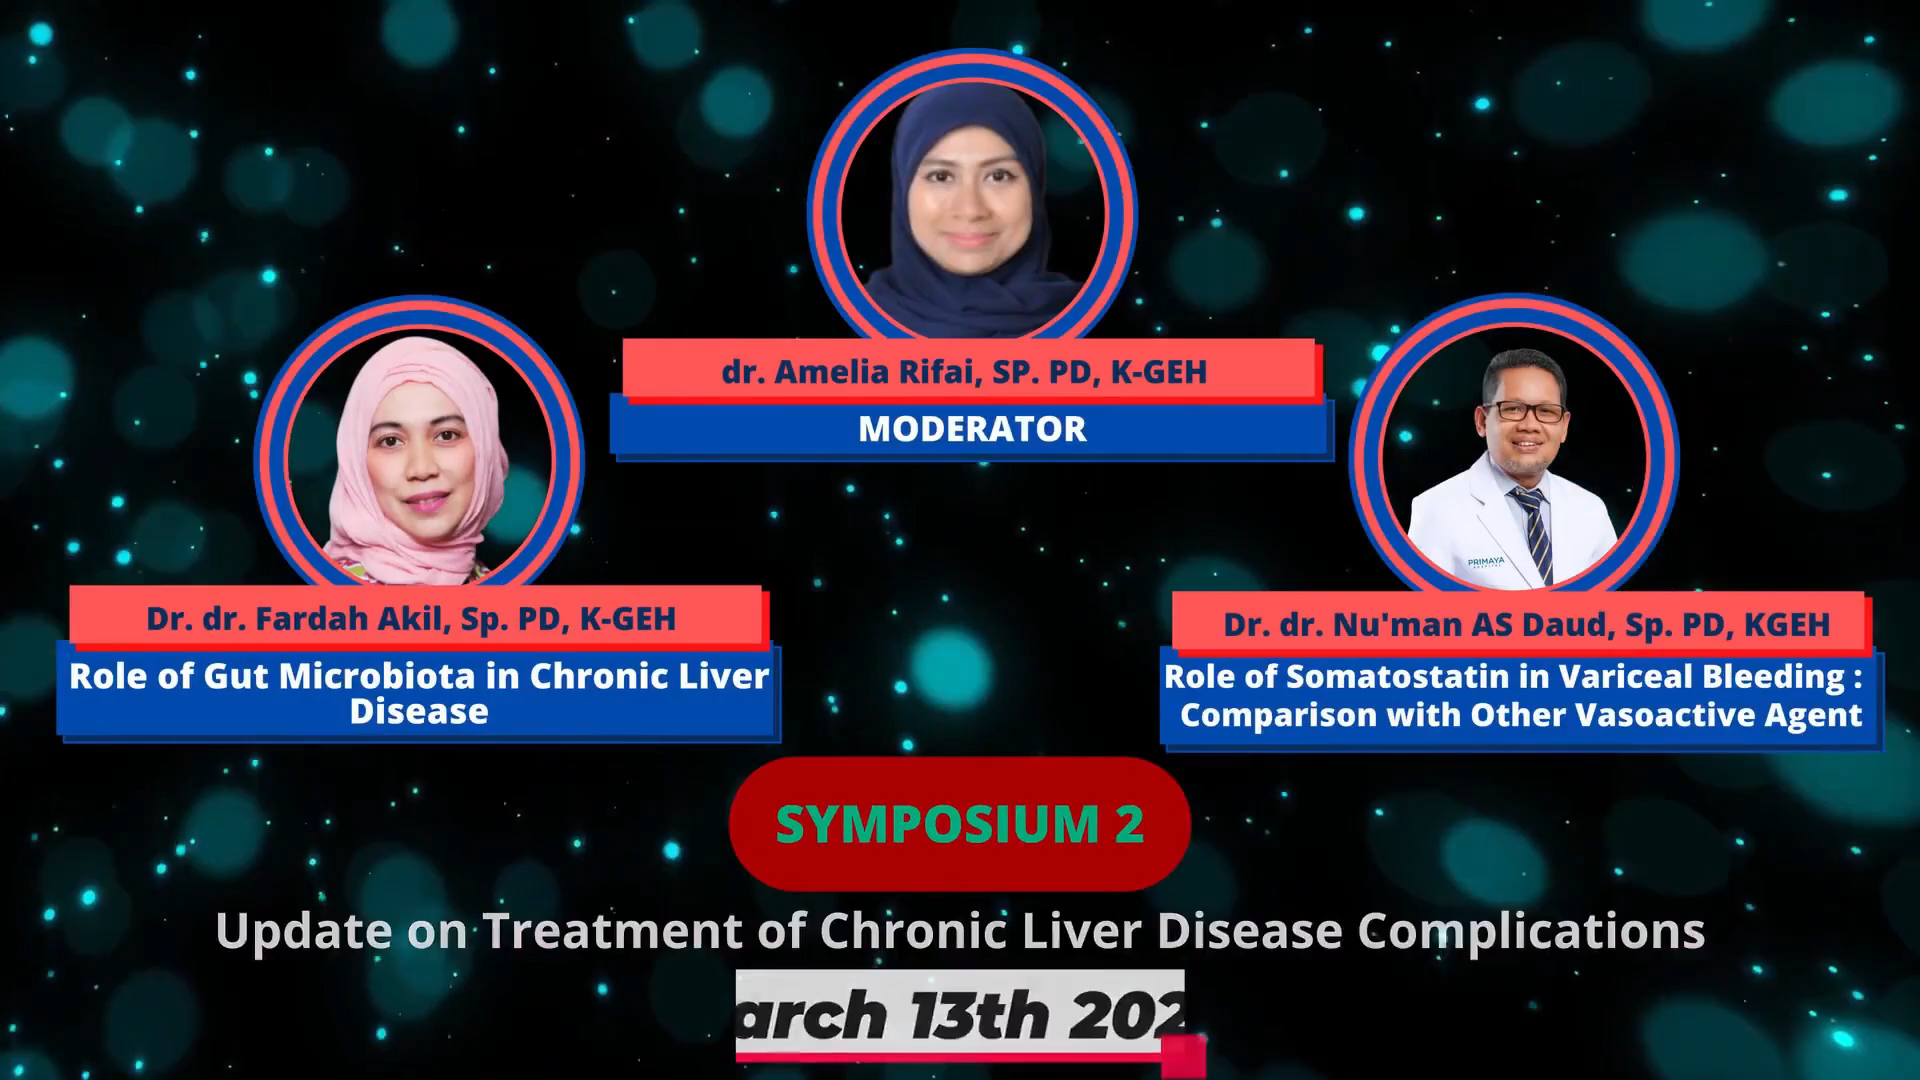 dr. Amelia Rifai, SP. PD, K-GEH
MODERATOR
Dr. dr. Fardah Akil, Sp. PD, K-GEH
Role of Gut Microbiota in Chronic Liver
Disease
PRIMAYA
HOSPITAL
Dr. dr. Nu'man AS Daud, Sp. PD, KGEH
Role of Somatostatin in Variceal Bleeding :
Comparison with Other Vasoactive Agent
SYMPOSIUM 2
Update on Treatment of Chronic Liver Disease Complications
arch 13th 202